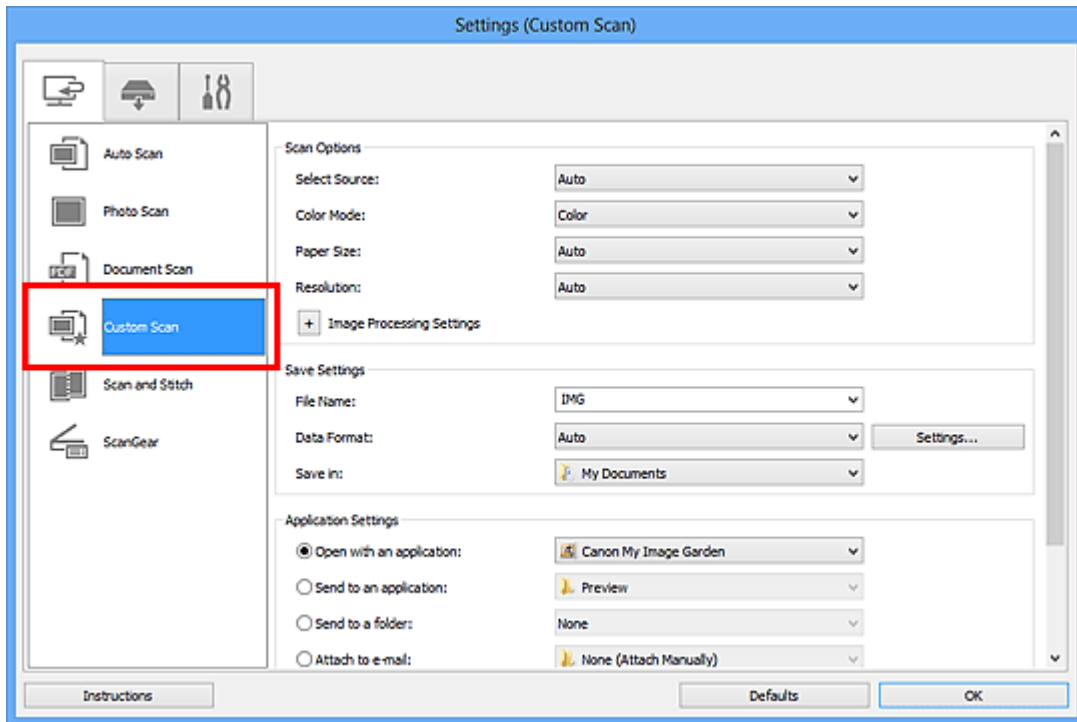 Settings (Custom Scan)
Auto Scan
Photo Scan
Document Scan
Custom Scan
Scan and Stitch
ScanGear
Scan Options
Select Source: Auto
Color Mode: Color
Paper Size: Auto
Resolution: Auto
+ Image Processing Settings
Save Settings
File Name: IMG
Data Format: Auto Settings...
Save in: My Documents
Application Settings
Open with an application: Canon My Image Garden
Send to an application: Preview
Send to a folder: None
Attach to e-mail: None (Attach Manually)
Instructions Defaults OK